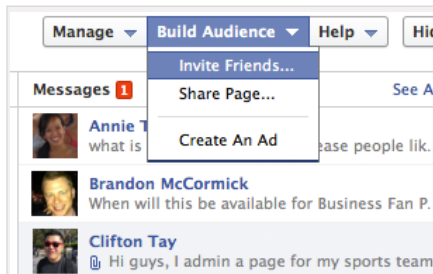 Manage Build Audience Help Hi
Invite Friends...
Messages 1 Share Page... See A
Annie T
Create An Ad
what is ease people lik.
Brandon McCormick
When will this be available for Business Fan P.
Clifton Tay
Hi guys, I admin a page for my sports team